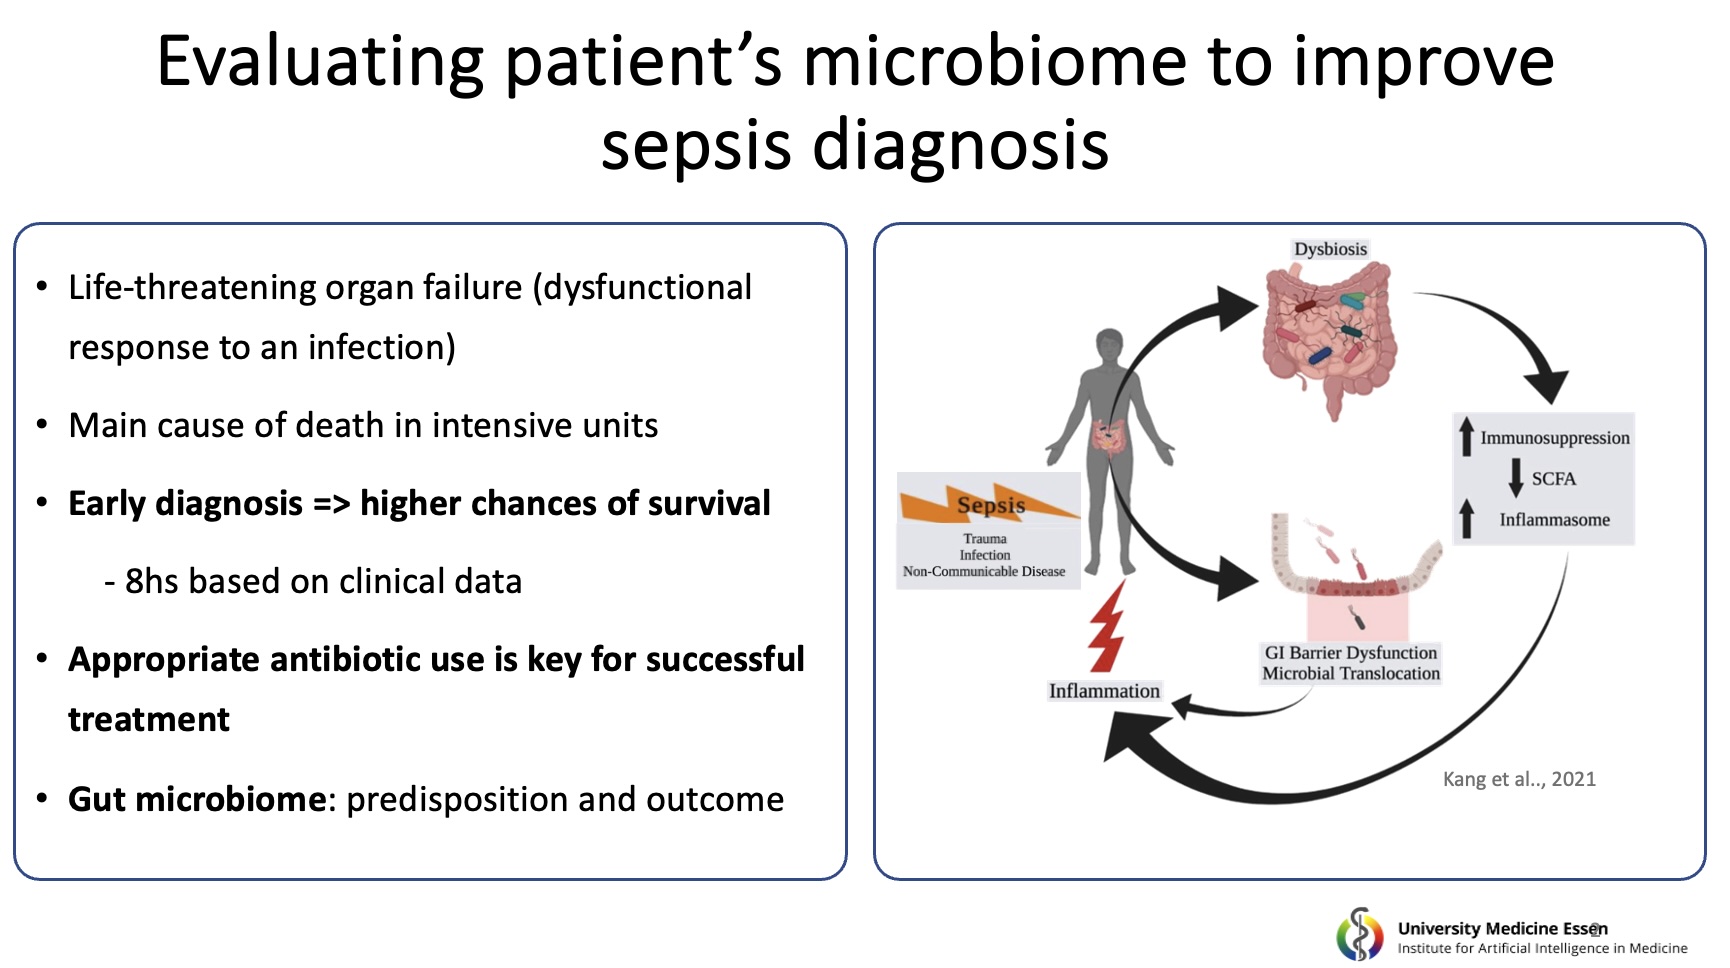 Evaluating patient’s microbiome to improve
sepsis diagnosis
• Life-threatening organ failure (dysfunctional
response to an infection)
• Main cause of death in intensive units
• Early diagnosis => higher chances of survival
- 8hs based on clinical data
• Appropriate antibiotic use is key for successful
treatment
• Gut microbiome: predisposition and outcome
Dysbiosis
Immunosuppression
SCFA
Inflammasome
Sepsis
Trauma
Infection
Non-Communicable Disease
GI Barrier Dysfunction
Microbial Translocation
Inflammation
Kang et al.., 2021
University Medicine Essen
2
Institute for Artificial Intelligence in Medicine